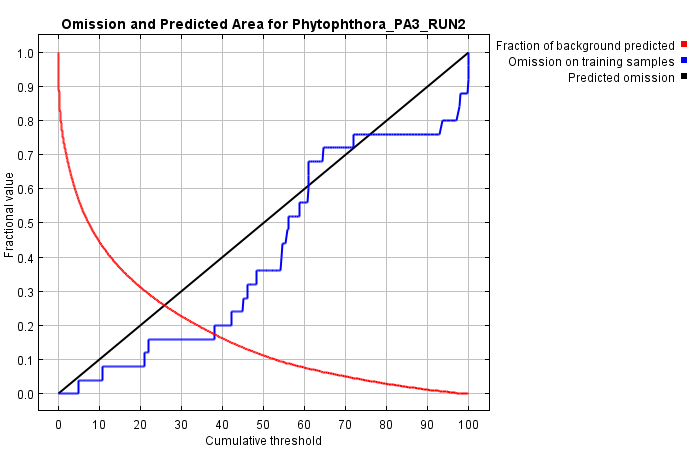 Omission and Predicted Area for Phytophthora_PA3_RUN2
Fraction of background predicted
Omission on training samples
Predicted omission
Fractional value
1.0
0.9
0.8
0.7
0.6
0.5
0.4
0.3
0.2
0.1
0.0
0 10 20 30 40 50 60 70 80 90 100
Cumulative threshold